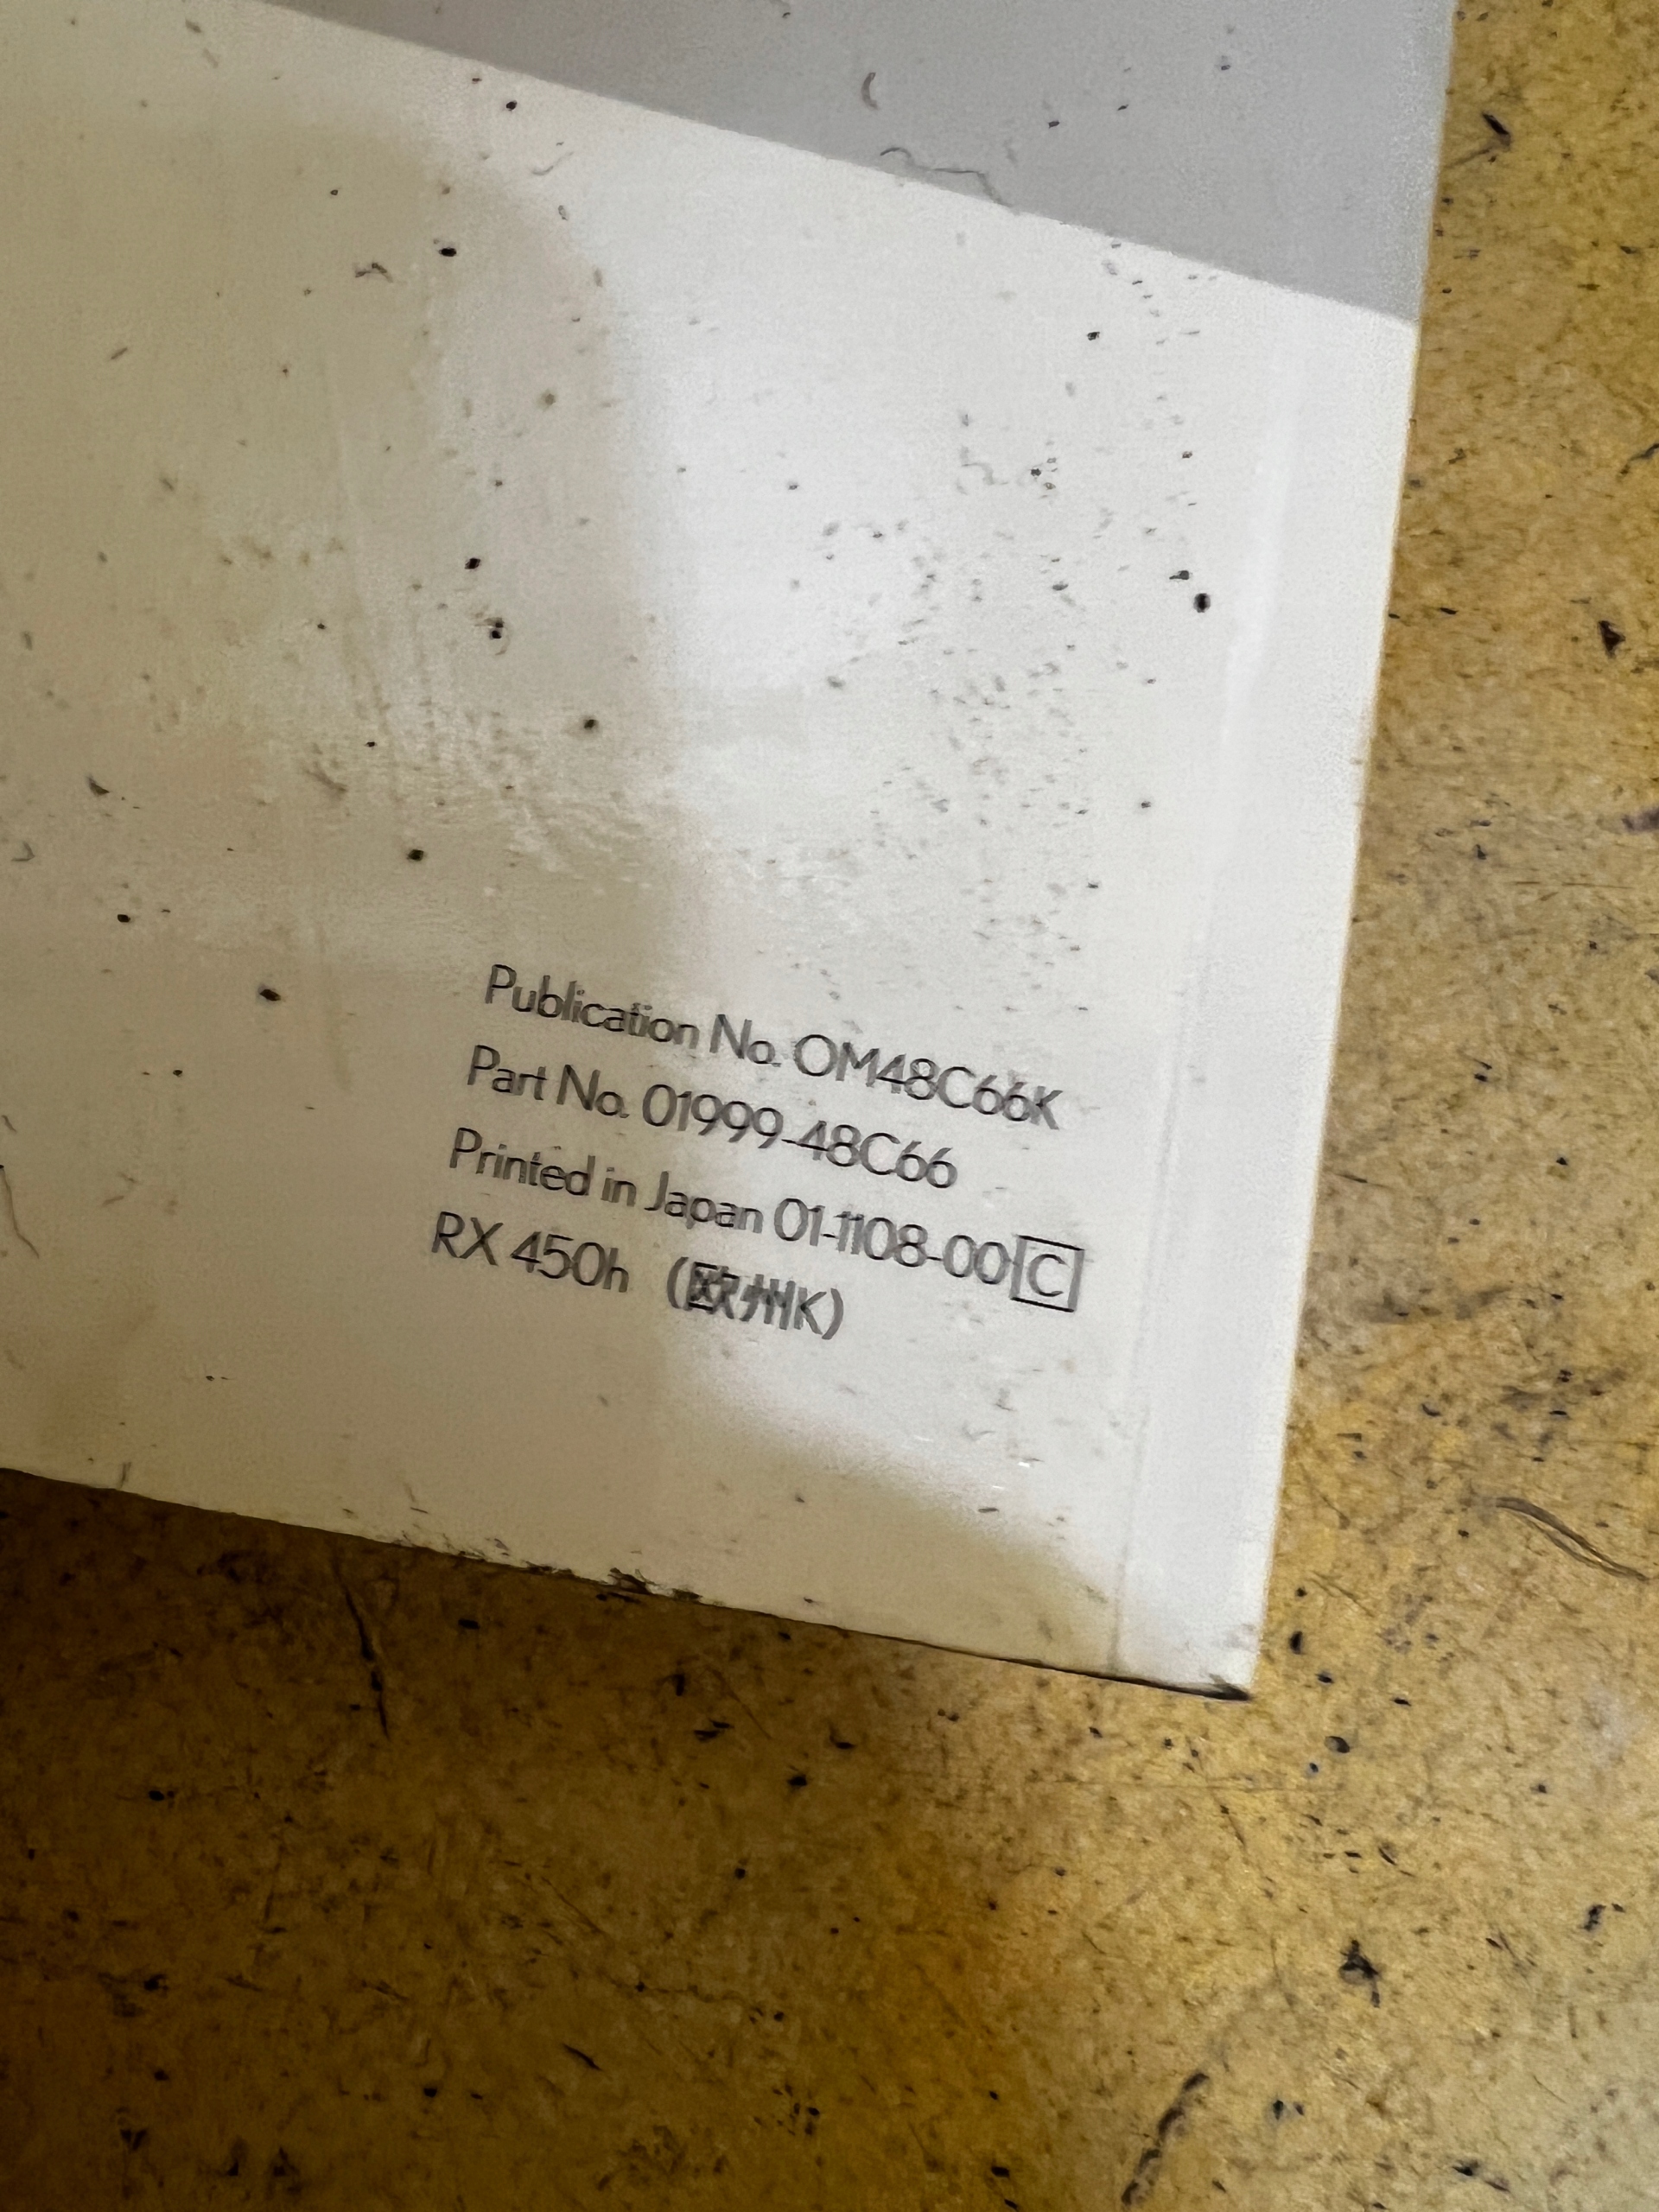 Publication No. OM48C66K
Part No. 01999-48C66
Printed in Japan 01-1108-00 C
RX 450h (欧州K)